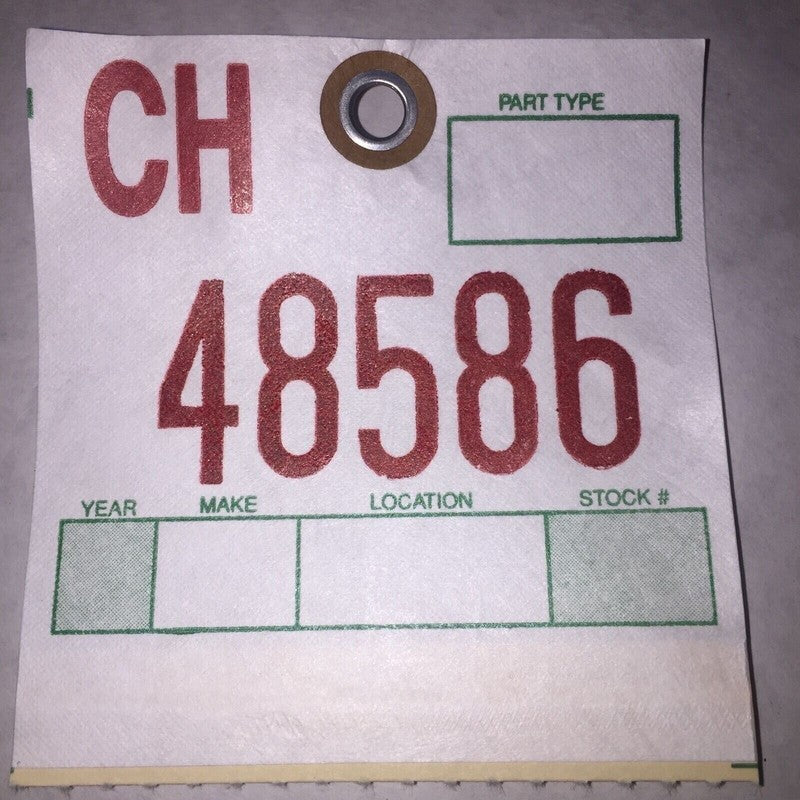 CH
PART TYPE
48586
YEAR MAKE LOCATION STOCK #